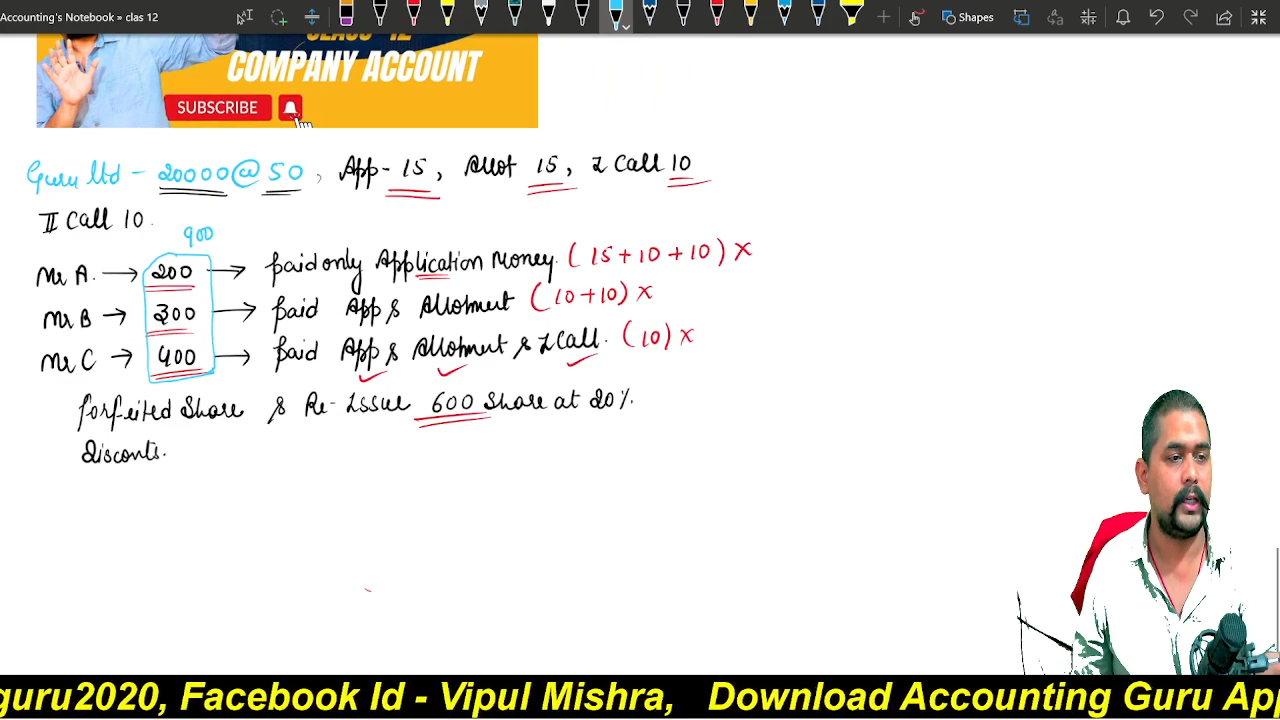 Accounting's Notebook » clas 12
Shapes
CLASS 12
COMPANY ACCOUNT
SUBSCRIBE
Guru Ltd - 20000@50, App - 15, Allot 15, I Call 10
II Call 10.
900
Mr A. → 200 → paid only Application Money. (15+10+10) X
Mr B → 300 → paid App & Allotment (10+10) X
Mr C → 400 → paid App & Allotment & I Call. (10) X
forfeited Share & Re-Issue 600 Share at 20%
Disconts.
guru2020, Facebook Id - Vipul Mishra, Download Accounting Guru App